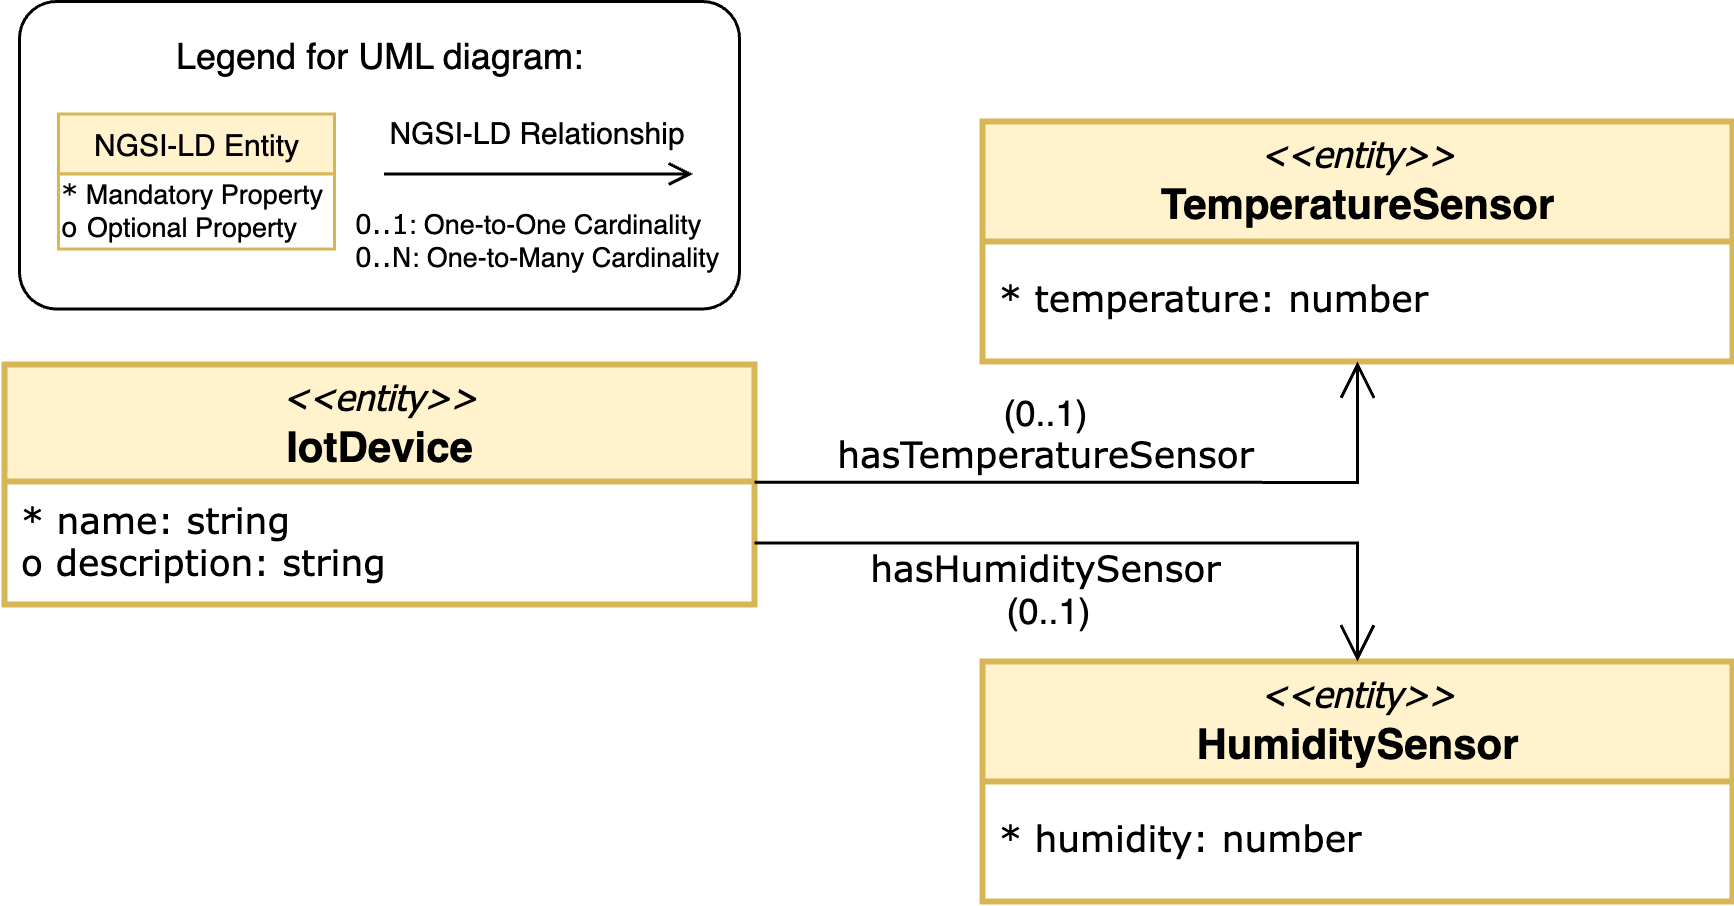 Legend for UML diagram:
NGSI-LD Entity
* Mandatory Property
o Optional Property
NGSI-LD Relationship
0..1: One-to-One Cardinality
0..N: One-to-Many Cardinality
<<entity>>
TemperatureSensor
* temperature: number
<<entity>>
IotDevice
* name: string
o description: string
(0..1)
hasTemperatureSensor
hasHumiditySensor
(0..1)
<<entity>>
HumiditySensor
* humidity: number